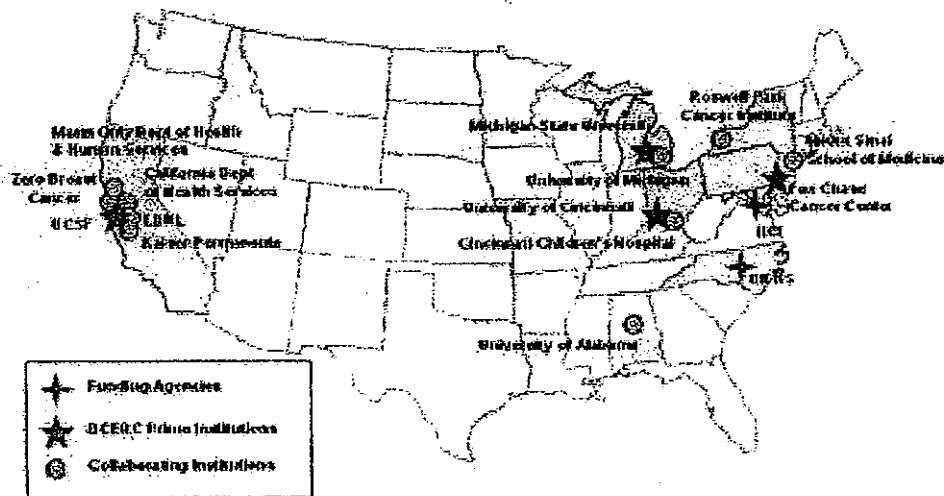 Roswell Park
Cancer Institute
Michigan State University
Marin Cnty Dept of Health
& Human Services
Mount Sinai
School of Medicine
California Dept
of Health Services
Zero Breast
Cancer
University of Michigan
Fox Chase
Cancer Center
University of Cincinnati
UCSF
LBNL
Kaiser Permanente
Cincinnati Children's Hospital
NCI
NIEHS
University of Alabama
Funding Agencies
BCERC Prime Institutions
Collaborating Institutions